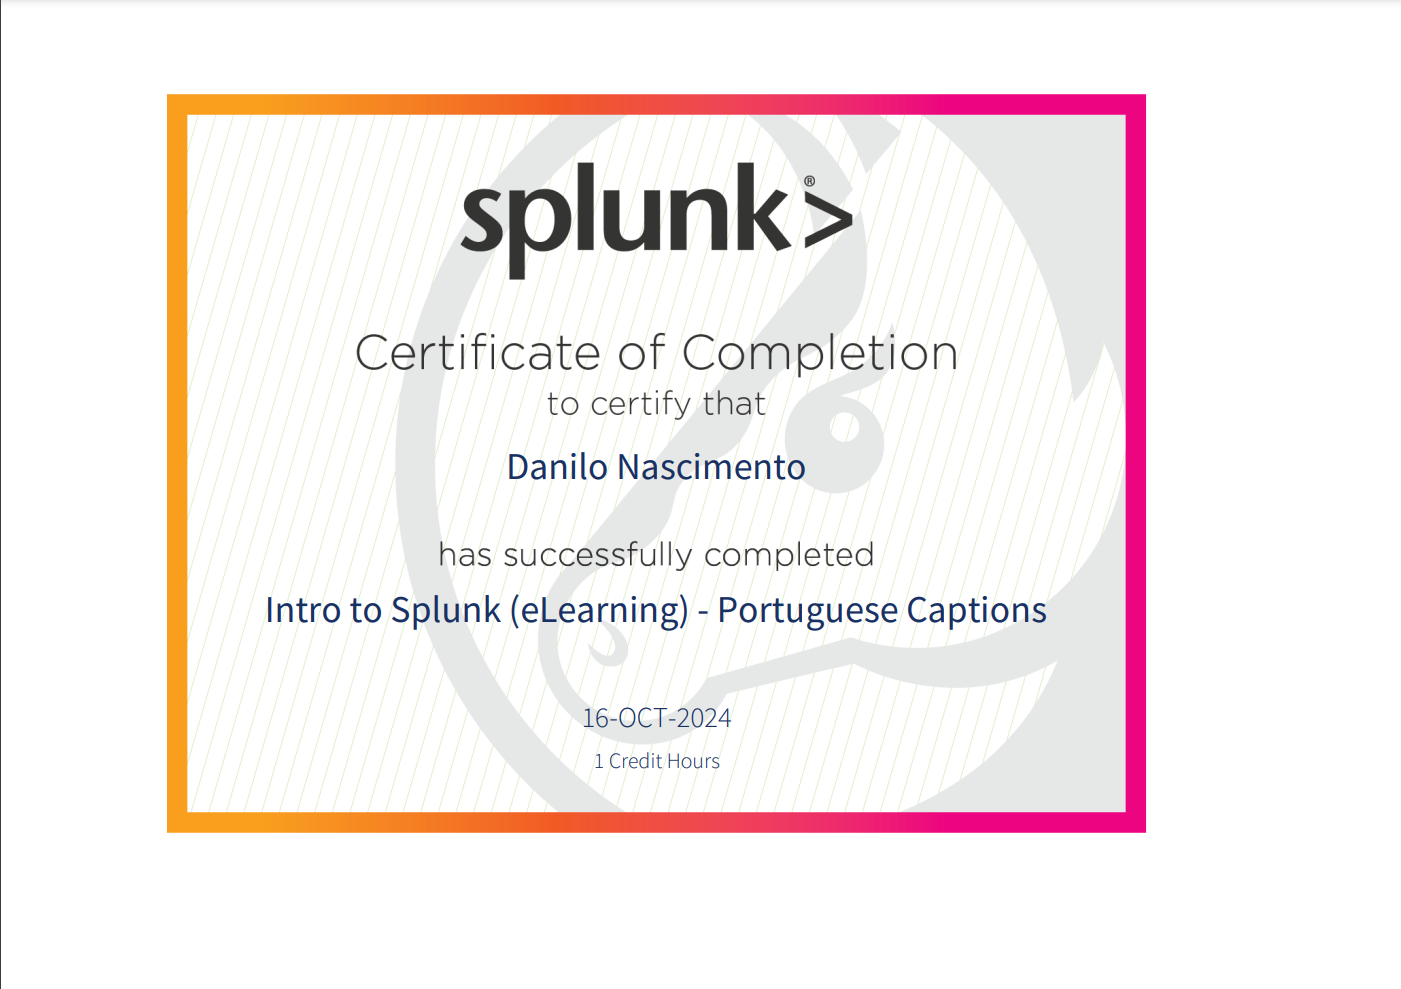 splunk>®
Certificate of Completion
to certify that
Danilo Nascimento
has successfully completed
Intro to Splunk (eLearning) - Portuguese Captions
16-OCT-2024
1 Credit Hours